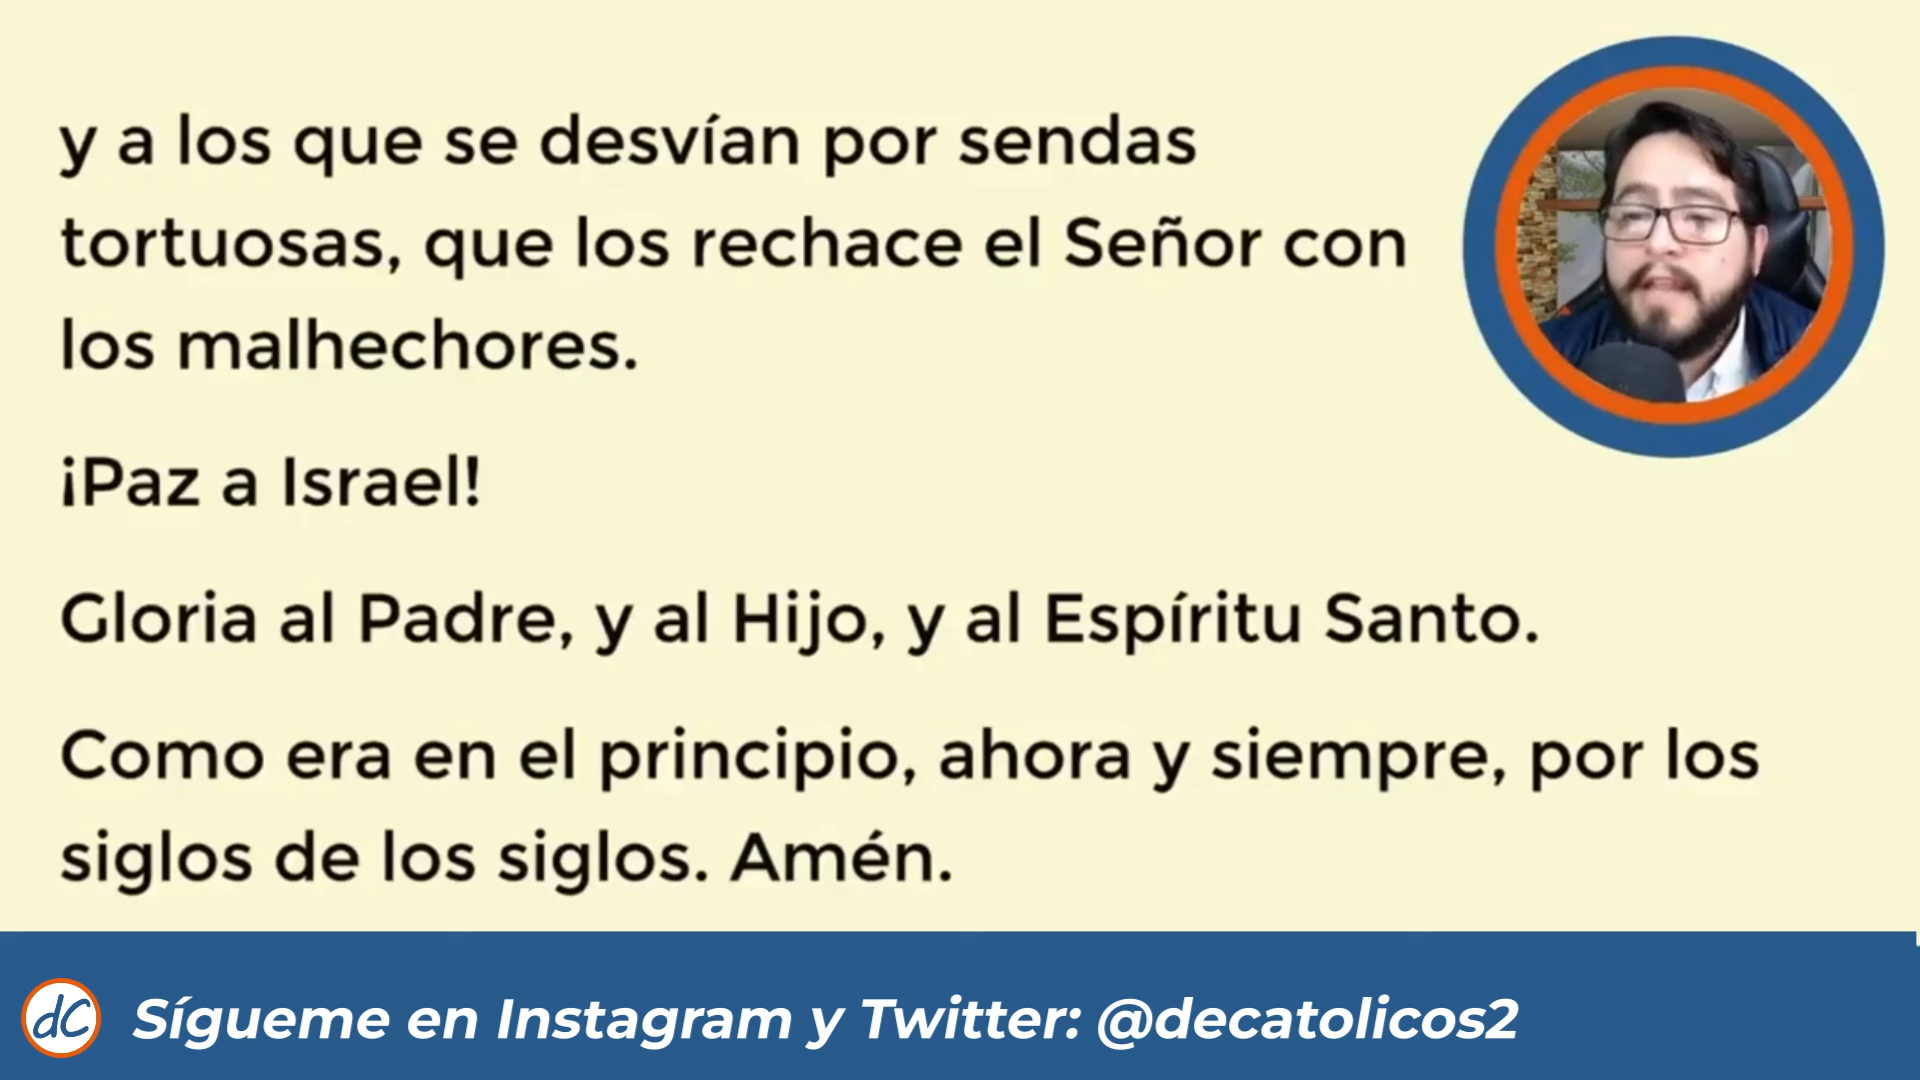 y a los que se desvían por sendas
tortuosas, que los rechace el Señor con
los malhechores.
¡Paz a Israel!
Gloria al Padre, y al Hijo, y al Espíritu Santo.
Como era en el principio, ahora y siempre, por los
siglos de los siglos. Amén.
dC Sígueme en Instagram y Twitter: @decatolicos2